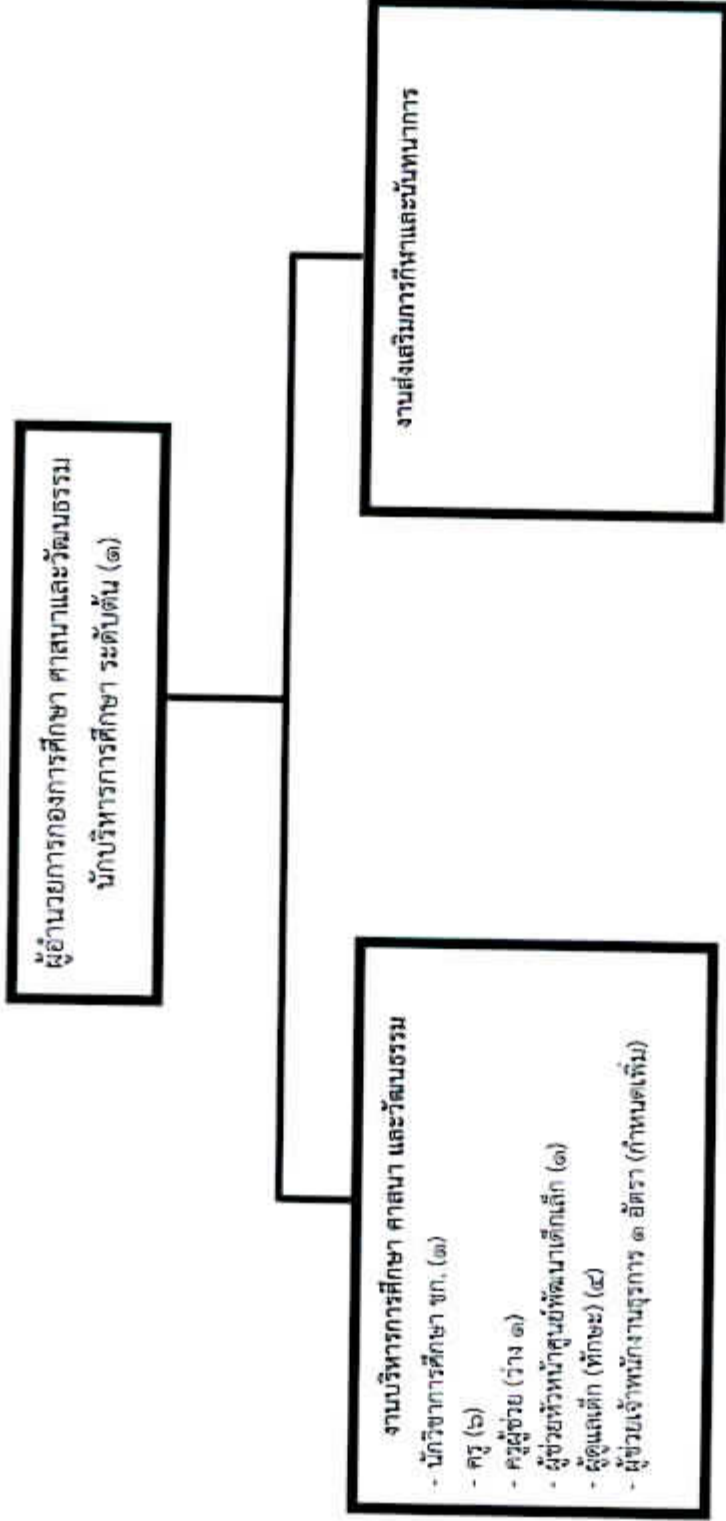 ผู้อำนวยการกองการศึกษา ศาสนาและวัฒนธรรม
นักบริหารการศึกษา ระดับต้น (๑)
งานบริหารการศึกษา ศาสนา และวัฒนธรรม
- นักวิชาการศึกษา ชก. (๑)
- ครู (๖)
- ครูผู้ช่วย (ว่าง ๑)
- ผู้ช่วยหัวหน้าศูนย์พัฒนาเด็กเล็ก (๑)
- ผู้ดูแลเด็ก (ทักษะ) (๔)
- ผู้ช่วยเจ้าพนักงานธุรการ ๑ อัตรา (กำหนดเพิ่ม)
งานส่งเสริมการกีฬาและนันทนาการ